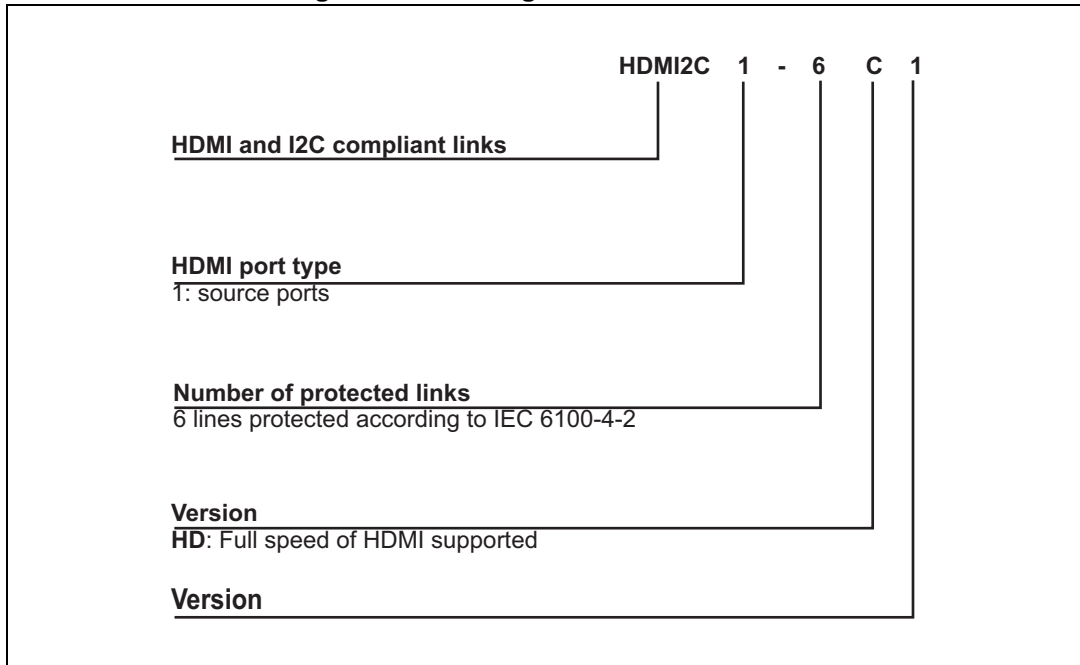 HDMI2C 1 - 6 C 1
HDMI and I2C compliant links
HDMI port type
1: source ports
Number of protected links
6 lines protected according to IEC 6100-4-2
Version
HD: Full speed of HDMI supported
Version